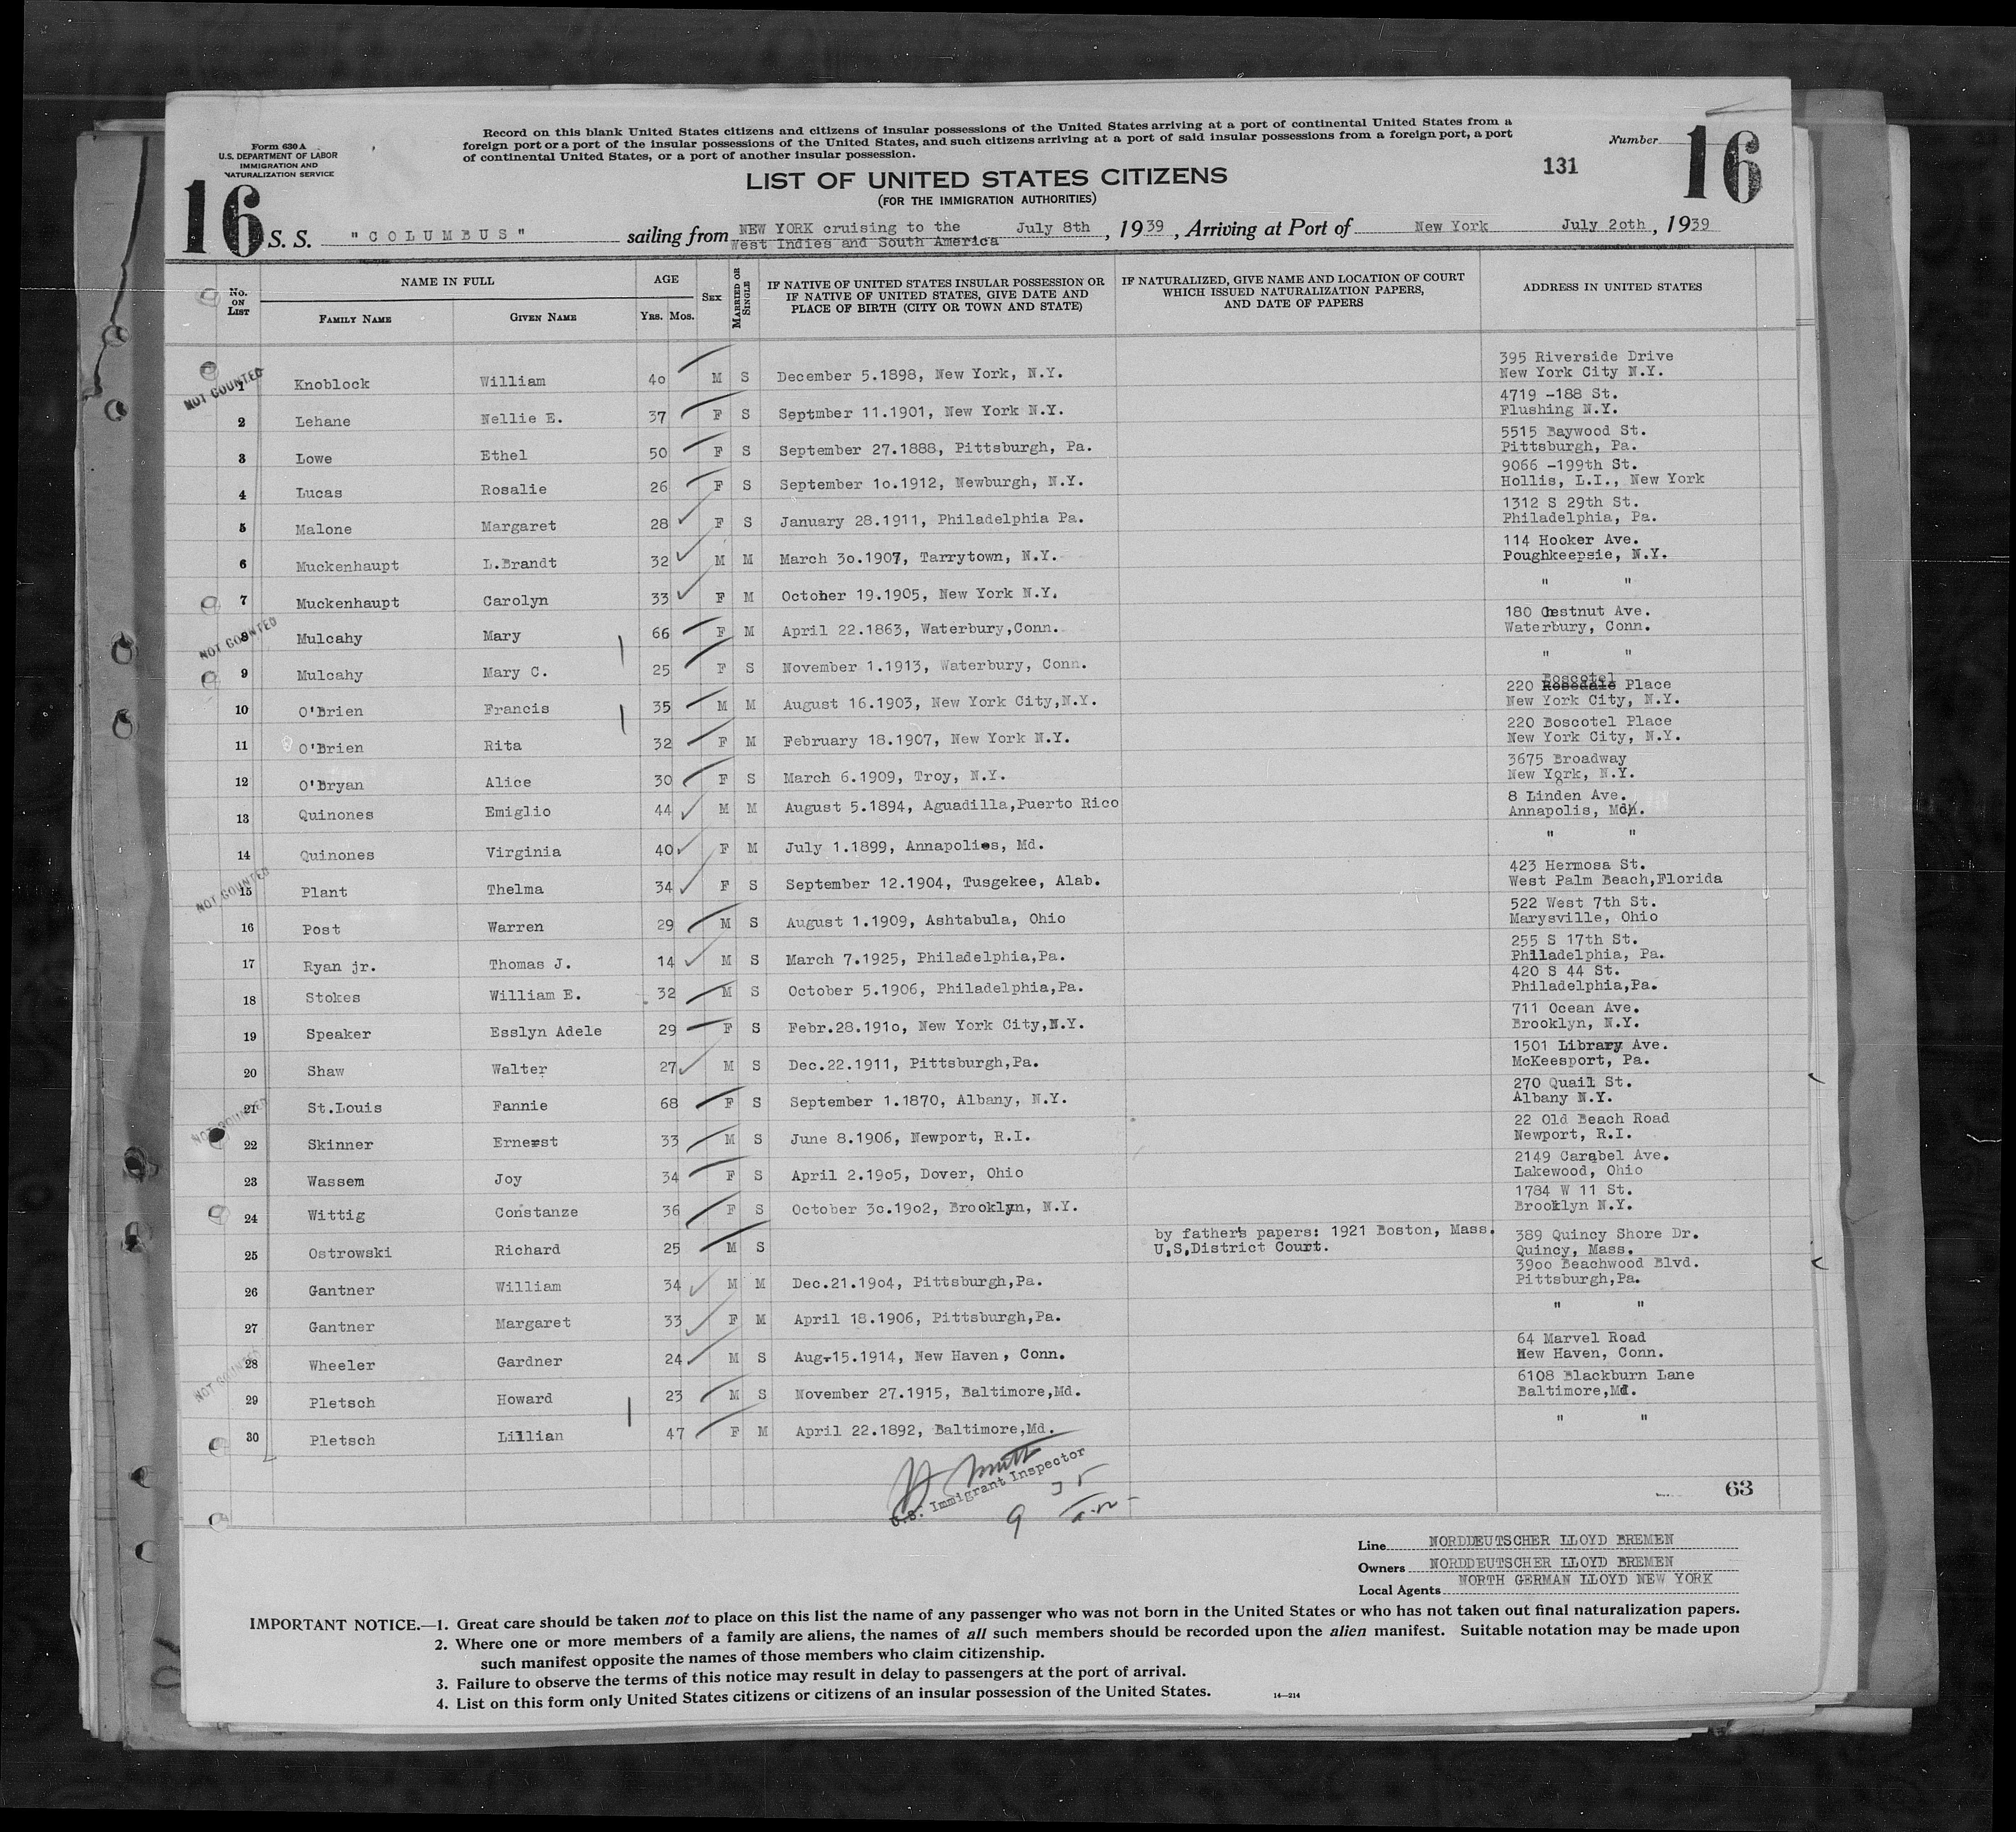 Form 630 A
U.S. DEPARTMENT OF LABOR
IMMIGRATION AND
NATURALIZATION SERVICE
Record on this blank United States citizens and citizens of insular possessions of the United States arriving at a port of continental United States from a
foreign port or a port of the insular possessions of the United States, and such citizens arriving at a port of said insular possessions from a foreign port, a port
of continental United States, or a port of another insular possession.
Number
16
131
16
LIST OF UNITED STATES CITIZENS
(FOR THE IMMIGRATION AUTHORITIES)
S. S. "COLUMBUS" sailing from NEW YORK cruising to the West Indies and South America July 8th, 1939, Arriving at Port of New York July 2oth, 1939
No. ON LIST
NAME IN FULL
FAMILY NAME GIVEN NAME
AGE
YRS. MOS.
SEX
MARRIED OR SINGLE
IF NATIVE OF UNITED STATES INSULAR POSSESSION OR
IF NATIVE OF UNITED STATES, GIVE DATE AND
PLACE OF BIRTH (CITY OR TOWN AND STATE)
IF NATURALIZED, GIVE NAME AND LOCATION OF COURT
WHICH ISSUED NATURALIZATION PAPERS,
AND DATE OF PAPERS
ADDRESS IN UNITED STATES
NOT COUNTED
1 Knoblock William 40 M S December 5.1898, New York, N.Y. 395 Riverside Drive New York City N.Y.
2 Lehane Nellie E. 37 F S Septmber 11.1901, New York N.Y. 4719 -188 St. Flushing N.Y.
3 Lowe Ethel 50 F S September 27.1888, Pittsburgh, Pa. 5515 Baywood St. Pittsburgh, Pa.
4 Lucas Rosalie 26 F S September 1o.1912, Newburgh, N.Y. 9066 -199th St. Hollis, L.I., New York
5 Malone Margaret 28 F S January 28.1911, Philadelphia Pa. 1312 S 29th St. Philadelphia, Pa.
6 Muckenhaupt L.Brandt 32 M M March 3o.1907, Tarrytown, N.Y. 114 Hooker Ave. Poughkeepsie, N.Y.
7 Muckenhaupt Carolyn 33 F M October 19.1905, New York N.Y. " "
NOT COUNTED
8 Mulcahy Mary 66 F M April 22.1863, Waterbury,Conn. 180 Chestnut Ave. Waterbury, Conn.
9 Mulcahy Mary C. 25 F S November 1.1913, Waterbury, Conn. " "
10 O'Brien Francis 35 M M August 16.1903, New York City,N.Y. 220 Rosedale Boscotel Place New York City, N.Y.
11 O'Brien Rita 32 F M February 18.1907, New York N.Y. 220 Boscotel Place New York City, N.Y.
12 O'Bryan Alice 30 F S March 6.1909, Troy, N.Y. 3675 Broadway New York, N.Y.
13 Quinones Emiglio 44 M M August 5.1894, Aguadilla,Puerto Rico 8 Linden Ave. Annapolis, Md.
14 Quinones Virginia 40 F M July 1.1899, Annapolies, Md. " "
NOT COUNTED
15 Plant Thelma 34 F S September 12.1904, Tusgekee, Alab. 423 Hermosa St. West Palm Beach,Florida
16 Post Warren 29 M S August 1.1909, Ashtabula, Ohio 522 West 7th St. Marysville, Ohio
17 Ryan jr. Thomas J. 14 M S March 7.1925, Philadelphia,Pa. 255 S 17th St. Philadelphia, Pa.
18 Stokes William E. 32 M S October 5.1906, Philadelphia,Pa. 420 S 44 St. Philadelphia,Pa.
19 Speaker Esslyn Adele 29 F S Febr.28.191o, New York City,N.Y. 711 Ocean Ave. Brooklyn, N.Y.
20 Shaw Walter 27 M S Dec.22.1911, Pittsburgh,Pa. 1501 Library Ave. McKeesport, Pa.
NOT COUNTED
21 St.Louis Fannie 68 F S September 1.1870, Albany, N.Y. 270 Quail St. Albany N.Y.
22 Skinner Ernest 33 M S June 8.1906, Newport, R.I. 22 Old Beach Road Newport, R.I.
23 Wassem Joy 34 F S April 2.19o5, Dover, Ohio 2149 Carabel Ave. Lakewood, Ohio
24 Wittig Constanze 36 F S October 3o.19o2, Brooklyn, N.Y. 1784 W 11 St. Brooklyn N.Y.
25 Ostrowski Richard 25 M S by father's papers: 1921 Boston, Mass. U,S,District Court. 389 Quincy Shore Dr. Quincy, Mass.
26 Gantner William 34 M M Dec.21.19o4, Pittsburgh,Pa. 39oo Beachwood Blvd. Pittsburgh,Pa.
27 Gantner Margaret 33 F M April 18.1906, Pittsburgh,Pa. " "
NOT COUNTED
28 Wheeler Gardner 24 M S Aug.15.1914, New Haven, Conn. 64 Marvel Road New Haven, Conn.
29 Pletsch Howard 23 M S November 27.1915, Baltimore,Md. 6108 Blackburn Lane Baltimore,Md.
30 Pletsch Lillian 47 F M April 22.1892, Baltimore,Md. " "
U.S. Immigrant Inspector
63
Line NORDDEUTSCHER LLOYD BREMEN
Owners NORDDEUTSCHER LLOYD BREMEN
Local Agents NORTH GERMAN LLOYD NEW YORK
IMPORTANT NOTICE.—1. Great care should be taken not to place on this list the name of any passenger who was not born in the United States or who has not taken out final naturalization papers.
2. Where one or more members of a family are aliens, the names of all such members should be recorded upon the alien manifest. Suitable notation may be made upon
such manifest opposite the names of those members who claim citizenship.
3. Failure to observe the terms of this notice may result in delay to passengers at the port of arrival.
4. List on this form only United States citizens or citizens of an insular possession of the United States.
14—214